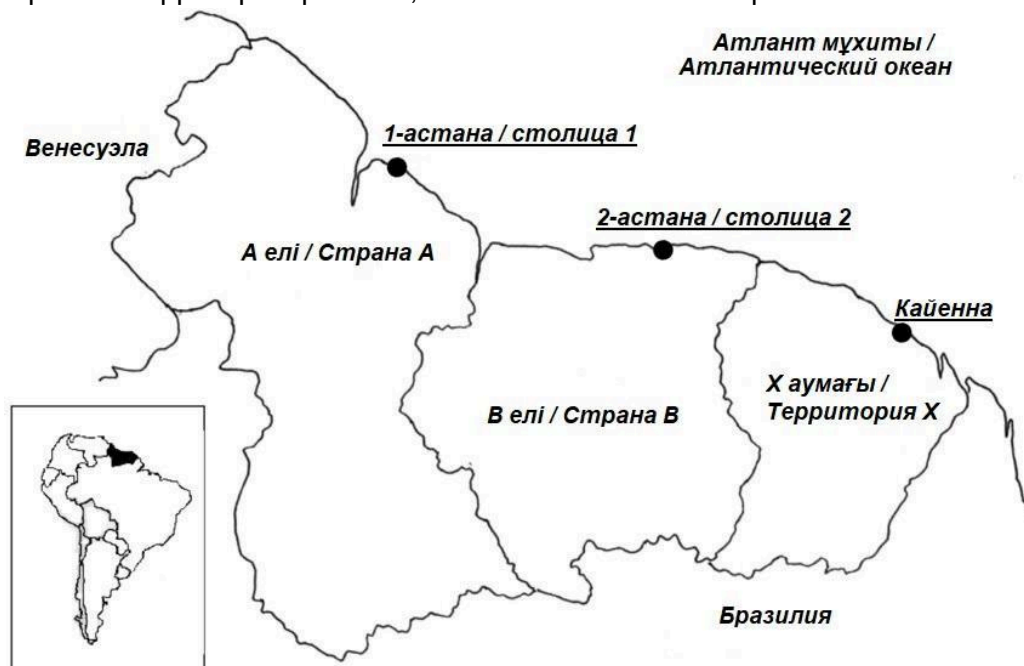 Атлант мұхиты /
Атлантический океан
Венесуэла
1-астана / столица 1
2-астана / столица 2
А елі / Страна А
Кайенна
Х аумағы /
Территория Х
В елі / Страна В
Бразилия